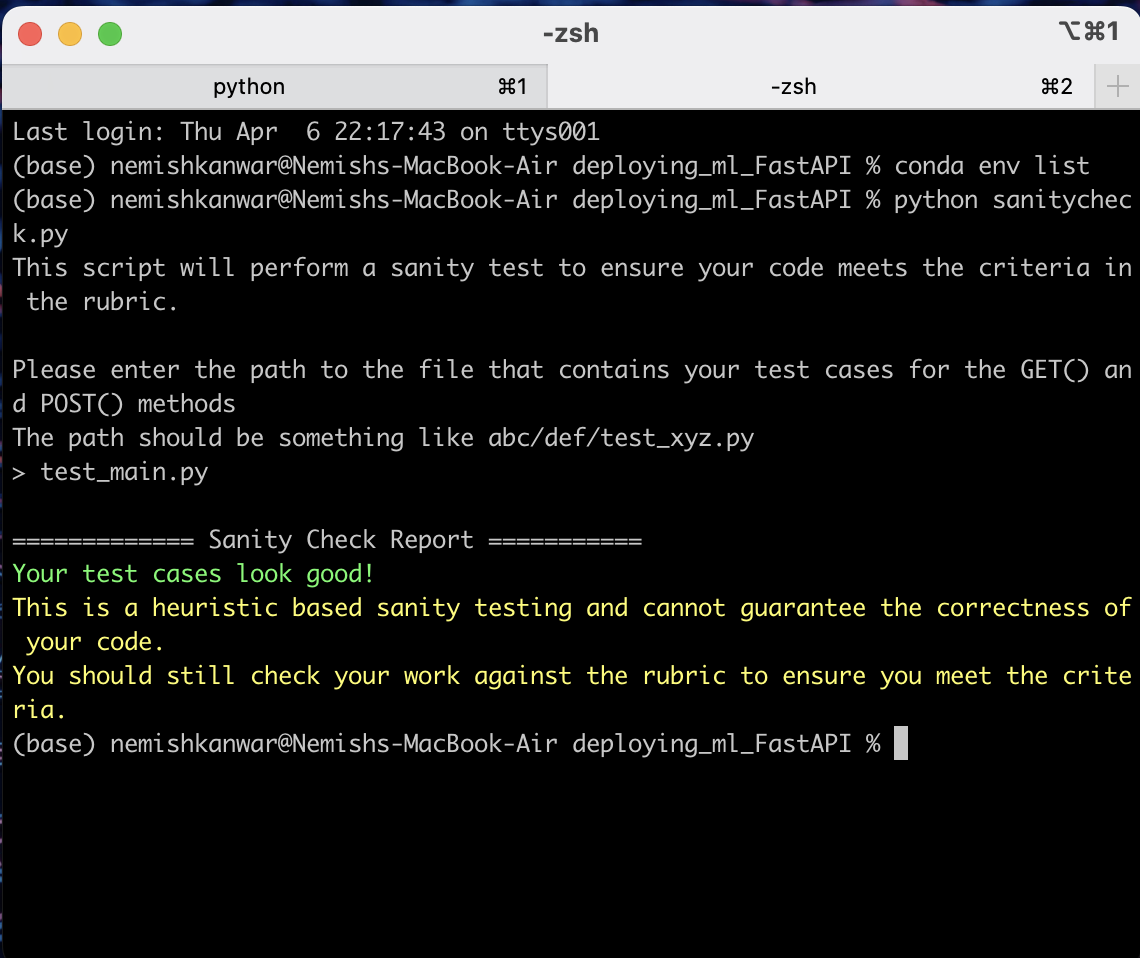 -zsh ⌥⌘1
python ⌘1 -zsh ⌘2 +
Last login: Thu Apr  6 22:17:43 on ttys001
(base) nemishkanwar@Nemishs-MacBook-Air deploying_ml_FastAPI % conda env list
(base) nemishkanwar@Nemishs-MacBook-Air deploying_ml_FastAPI % python sanitychec
k.py
This script will perform a sanity test to ensure your code meets the criteria in
 the rubric.

Please enter the path to the file that contains your test cases for the GET() an
d POST() methods
The path should be something like abc/def/test_xyz.py
> test_main.py

============= Sanity Check Report ===========
Your test cases look good!
This is a heuristic based sanity testing and cannot guarantee the correctness of
 your code.
You should still check your work against the rubric to ensure you meet the crite
ria.
(base) nemishkanwar@Nemishs-MacBook-Air deploying_ml_FastAPI %